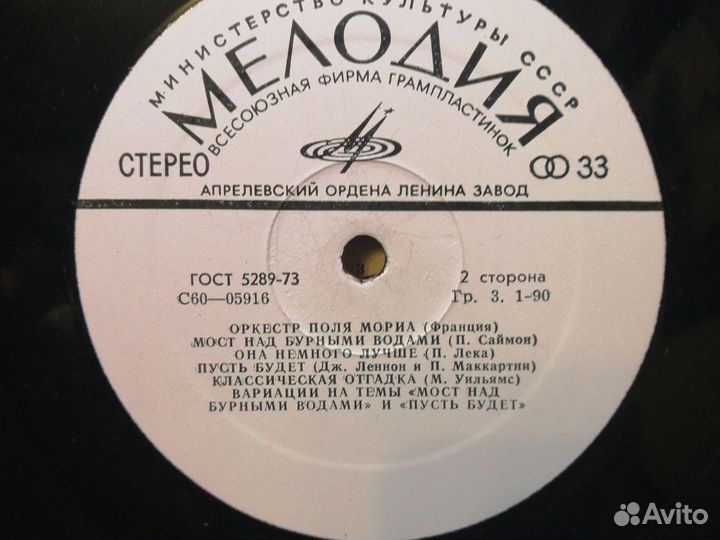 МИНИСТЕРСТВО КУЛЬТУРЫ СССР
МЕЛОДИЯ
ВСЕСОЮЗНАЯ ФИРМА ГРАМПЛАСТИНОК
СТЕРЕО 33
АПРЕЛЕВСКИЙ ОРДЕНА ЛЕНИНА ЗАВОД
3
ГОСТ 5289-73 2 сторона
С60—05916 Гр. 3. 1-90
ОРКЕСТР ПОЛЯ МОРИА (Франция)
МОСТ НАД БУРНЫМИ ВОДАМИ (П. Саймон)
ОНА НЕМНОГО ЛУЧШЕ (П. Лека)
ПУСТЬ БУДЕТ (Дж. Леннон и П. Маккартни)
КЛАССИЧЕСКАЯ ОТГАДКА (М. Уильямс)
ВАРИАЦИИ НА ТЕМЫ «МОСТ НАД
БУРНЫМИ ВОДАМИ» И «ПУСТЬ БУДЕТ»
Avito